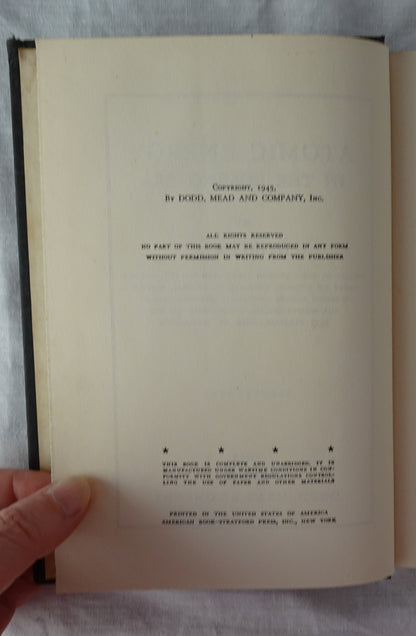 Copyright, 1945,
By DODD, MEAD AND COMPANY, Inc.
ALL RIGHTS RESERVED
NO PART OF THIS BOOK MAY BE REPRODUCED IN ANY FORM
WITHOUT PERMISSION IN WRITING FROM THE PUBLISHER
* * * *
THIS BOOK IS COMPLETE AND UNABRIDGED, IT IS
MANUFACTURED UNDER WARTIME CONDITIONS IN CON-
FORMITY WITH GOVERNMENT REGULATIONS CONTROL-
LING THE USE OF PAPER AND OTHER MATERIALS
PRINTED IN THE UNITED STATES OF AMERICA
AMERICAN BOOK–STRATFORD PRESS, INC., NEW YORK